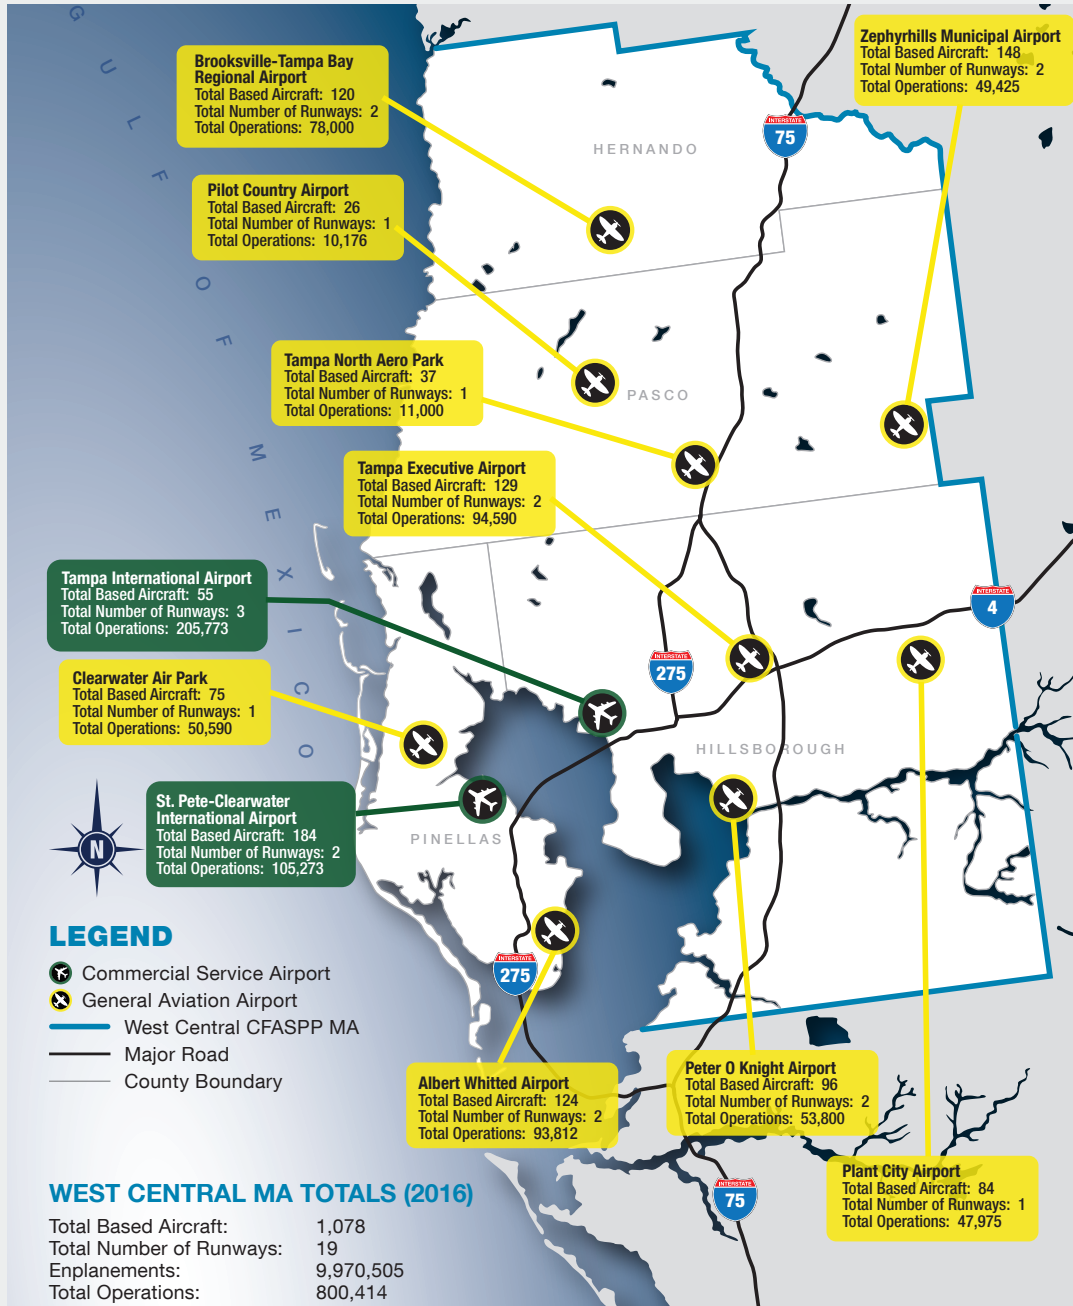 GULF OF MEXICO
Brooksville-Tampa Bay
Regional Airport
Total Based Aircraft: 120
Total Number of Runways: 2
Total Operations: 78,000
Zephyrhills Municipal Airport
Total Based Aircraft: 148
Total Number of Runways: 2
Total Operations: 49,425
INTERSTATE
75
HERNANDO
Pilot Country Airport
Total Based Aircraft: 26
Total Number of Runways: 1
Total Operations: 10,176
Tampa North Aero Park
Total Based Aircraft: 37
Total Number of Runways: 1
Total Operations: 11,000
PASCO
Tampa Executive Airport
Total Based Aircraft: 129
Total Number of Runways: 2
Total Operations: 94,590
Tampa International Airport
Total Based Aircraft: 55
Total Number of Runways: 3
Total Operations: 205,773
INTERSTATE
4
INTERSTATE
275
Clearwater Air Park
Total Based Aircraft: 75
Total Number of Runways: 1
Total Operations: 50,590
HILLSBOROUGH
St. Pete-Clearwater
International Airport
Total Based Aircraft: 184
Total Number of Runways: 2
Total Operations: 105,273
PINELLAS
N
LEGEND
Commercial Service Airport
General Aviation Airport
West Central CFASPP MA
Major Road
County Boundary
INTERSTATE
275
Albert Whitted Airport
Total Based Aircraft: 124
Total Number of Runways: 2
Total Operations: 93,812
Peter O Knight Airport
Total Based Aircraft: 96
Total Number of Runways: 2
Total Operations: 53,800
Plant City Airport
Total Based Aircraft: 84
Total Number of Runways: 1
Total Operations: 47,975
INTERSTATE
75
WEST CENTRAL MA TOTALS (2016)
Total Based Aircraft: 1,078
Total Number of Runways: 19
Enplanements: 9,970,505
Total Operations: 800,414